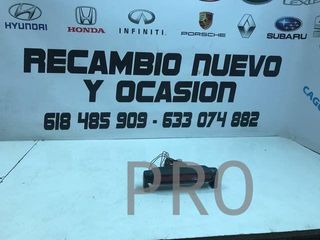 HYUNDAI HONDA INFINITI PORSCHE SUBARU
RECAMBIO NUEVO
Y OCASION
618 485 909 - 633 074 882
PRO